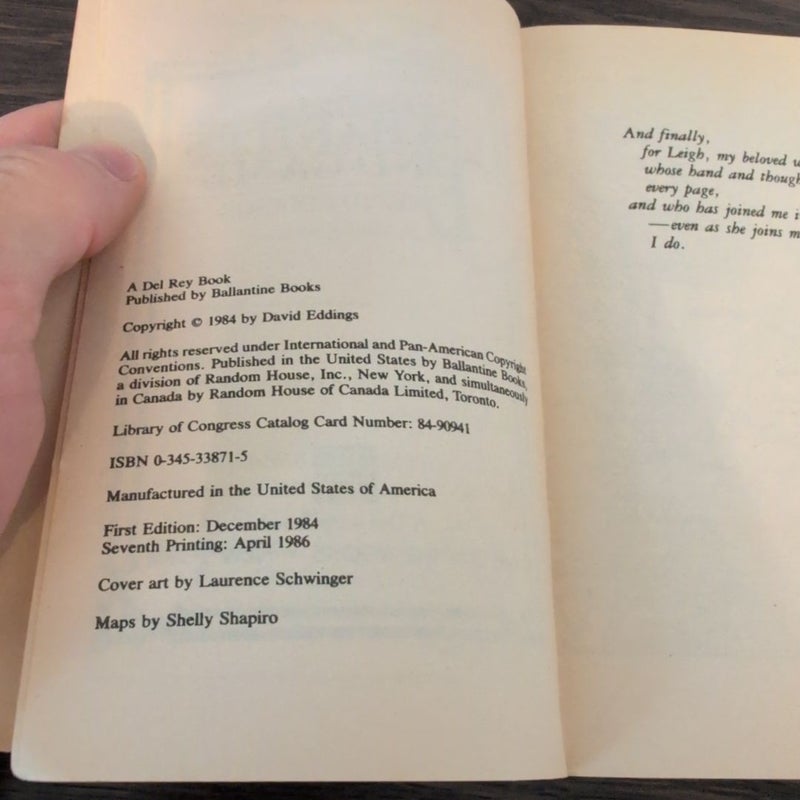 A Del Rey Book
Published by Ballantine Books
Copyright © 1984 by David Eddings
All rights reserved under International and Pan-American Copyright
Conventions. Published in the United States by Ballantine Books,
a division of Random House, Inc., New York, and simultaneously
in Canada by Random House of Canada Limited, Toronto.
Library of Congress Catalog Card Number: 84-90941
ISBN 0-345-33871-5
Manufactured in the United States of America
First Edition: December 1984
Seventh Printing: April 1986
Cover art by Laurence Schwinger
Maps by Shelly Shapiro
And finally,
for Leigh, my beloved
whose hand and
every page,
and who has joined me
—even as she joins
I do.